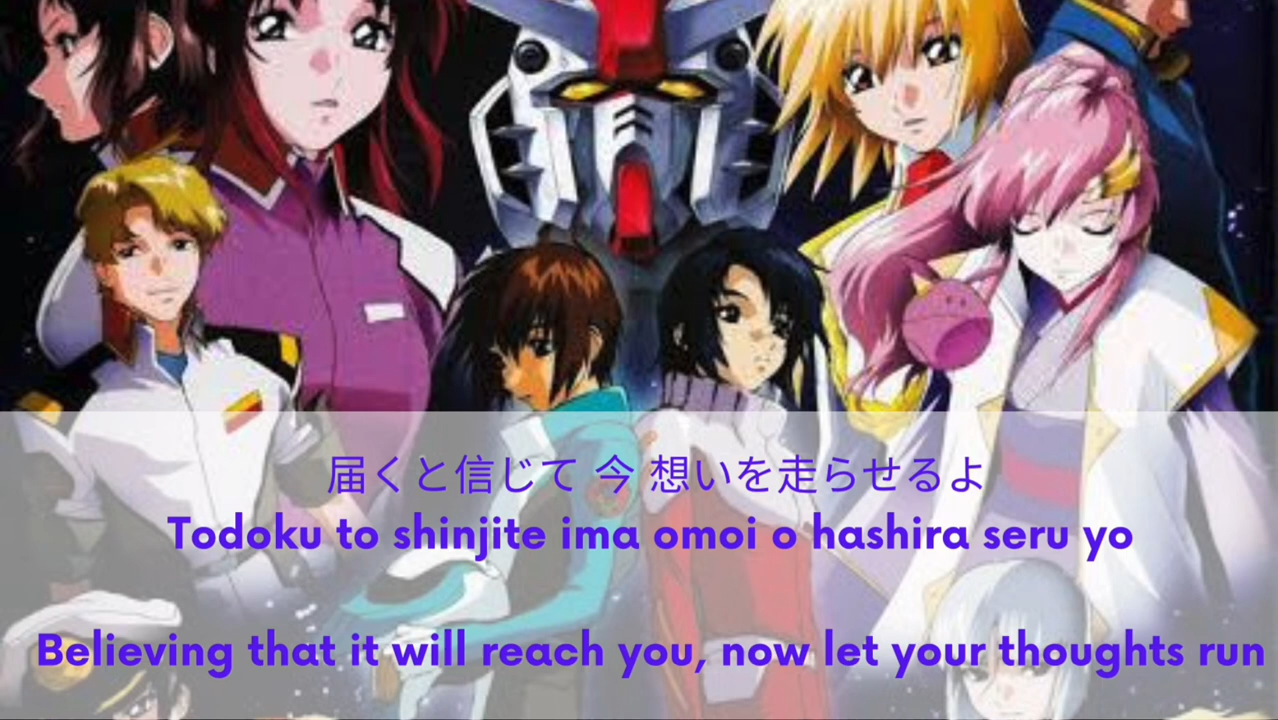 届くと信じて 今 想いを走らせるよ
Todoku to shinjite ima omoi o hashira seru yo
Believing that it will reach you, now let your thoughts run